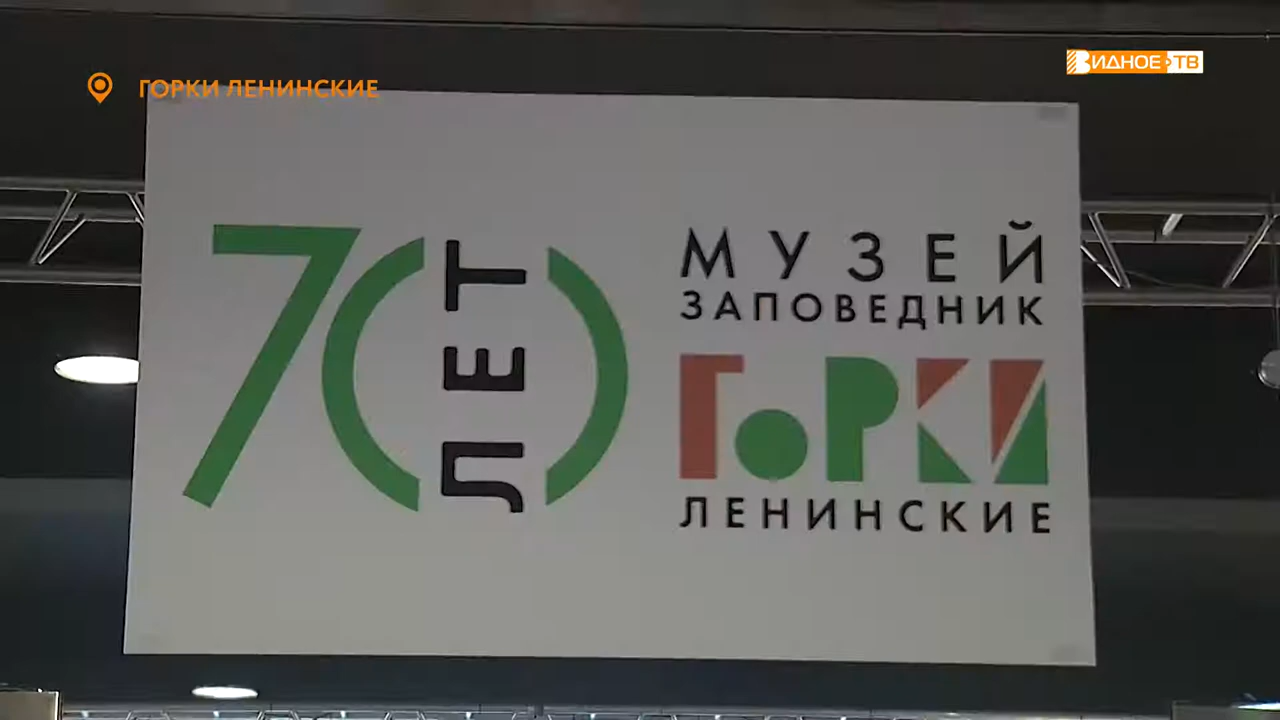 ГОРКИ ЛЕНИНСКИЕ
ВИДНОЕ ТВ
70 ЛЕТ
МУЗЕЙ
ЗАПОВЕДНИК
ГОРКИ
ЛЕНИНСКИЕ